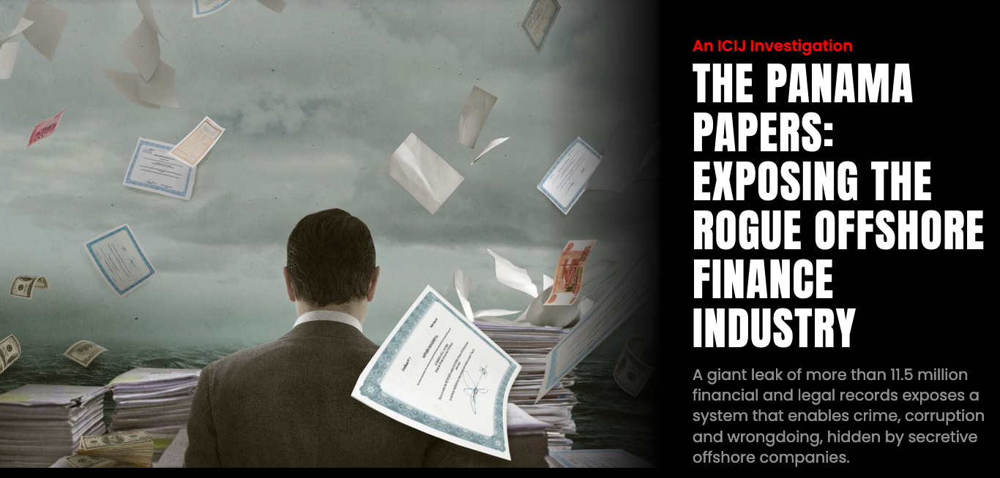 An ICIJ Investigation
THE PANAMA
PAPERS:
EXPOSING THE
ROGUE OFFSHORE
FINANCE
INDUSTRY
A giant leak of more than 11.5 million
financial and legal records exposes a
system that enables crime, corruption
and wrongdoing, hidden by secretive
offshore companies.